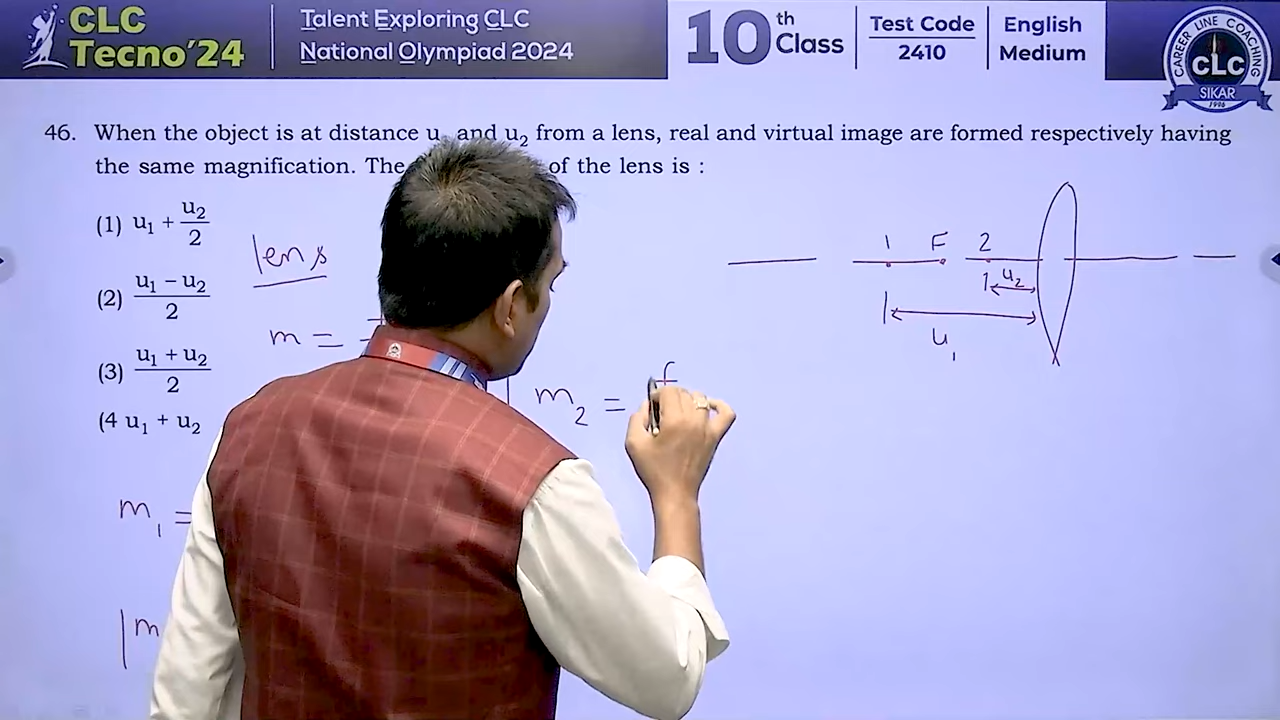 CLC
Tecno'24
Talent Exploring CLC
National Olympiad 2024
10th Class
Test Code
2410
English
Medium
CAREER LINE COACHING
CLC
SIKAR
1996
46. When the object is at distance u and u2 from a lens, real and virtual image are formed respectively having
the same magnification. The of the lens is :
(1) u1 + u2/2
(2) u1 − u2/2
(3) u1 + u2/2
(4 u1 + u2
lens
m =
m1 =
|m
m2 = f
1 F 2
u2
u1